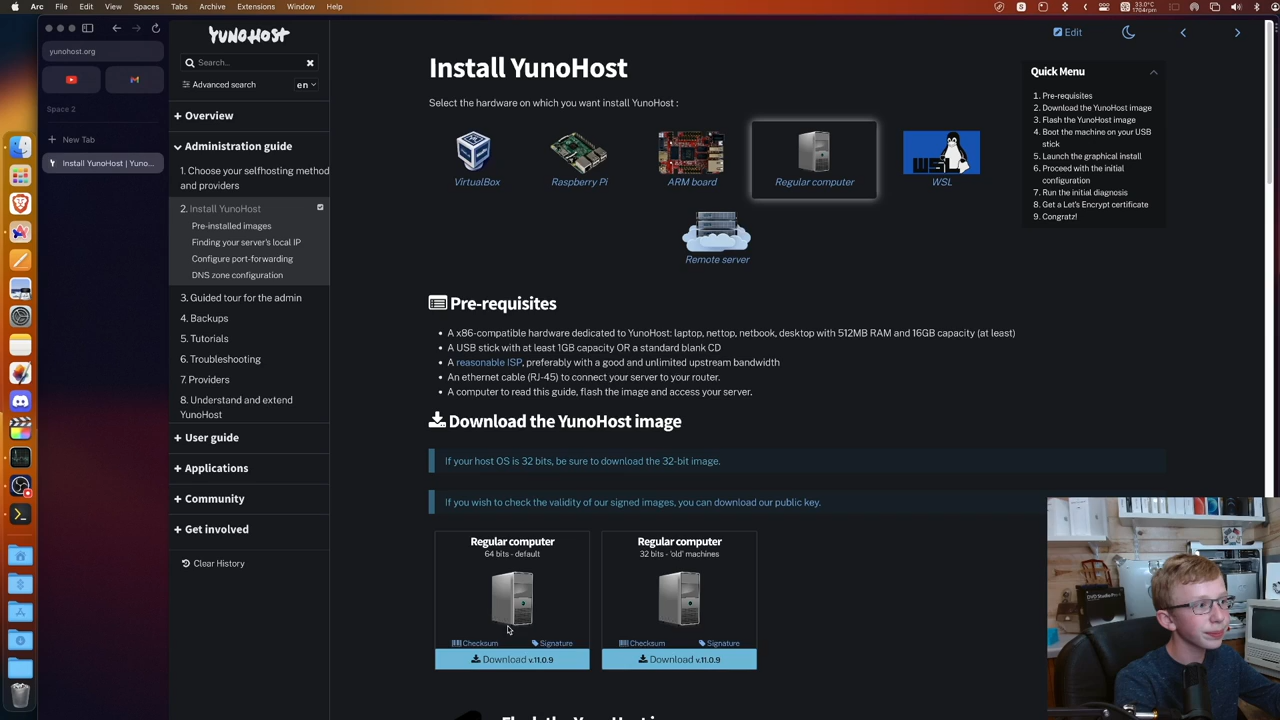 Arc File Edit View Spaces Tabs Archive Extensions Window Help
33.0°C
1704rpm
yunohost.org
Space 2
New Tab
Install YunoHost | Yuno...
YUNOHOST
Search...
Advanced search
en
Overview
Administration guide
1. Choose your selfhosting method
and providers
2. Install YunoHost
Pre-installed images
Finding your server's local IP
Configure port-forwarding
DNS zone configuration
3. Guided tour for the admin
4. Backups
5. Tutorials
6. Troubleshooting
7. Providers
8. Understand and extend
YunoHost
User guide
Applications
Community
Get involved
Clear History
Edit
Install YunoHost
Select the hardware on which you want install YunoHost :
VirtualBox
Raspberry Pi
ARM board
Regular computer
WSL
WSL
Remote server
Quick Menu
1. Pre-requisites
2. Download the YunoHost image
3. Flash the YunoHost image
4. Boot the machine on your USB
stick
5. Launch the graphical install
6. Proceed with the initial
configuration
7. Run the initial diagnosis
8. Get a Let's Encrypt certificate
9. Congratz!
Pre-requisites
• A x86-compatible hardware dedicated to YunoHost: laptop, nettop, netbook, desktop with 512MB RAM and 16GB capacity (at least)
• A USB stick with at least 1GB capacity OR a standard blank CD
• A reasonable ISP, preferably with a good and unlimited upstream bandwidth
• An ethernet cable (RJ-45) to connect your server to your router.
• A computer to read this guide, flash the image and access your server.
Download the YunoHost image
If your host OS is 32 bits, be sure to download the 32-bit image.
If you wish to check the validity of our signed images, you can download our public key.
Regular computer
64 bits - default
Checksum
Signature
Download v.11.0.9
Regular computer
32 bits - 'old' machines
Checksum
Signature
Download v.11.0.9
DVD Studio Pro